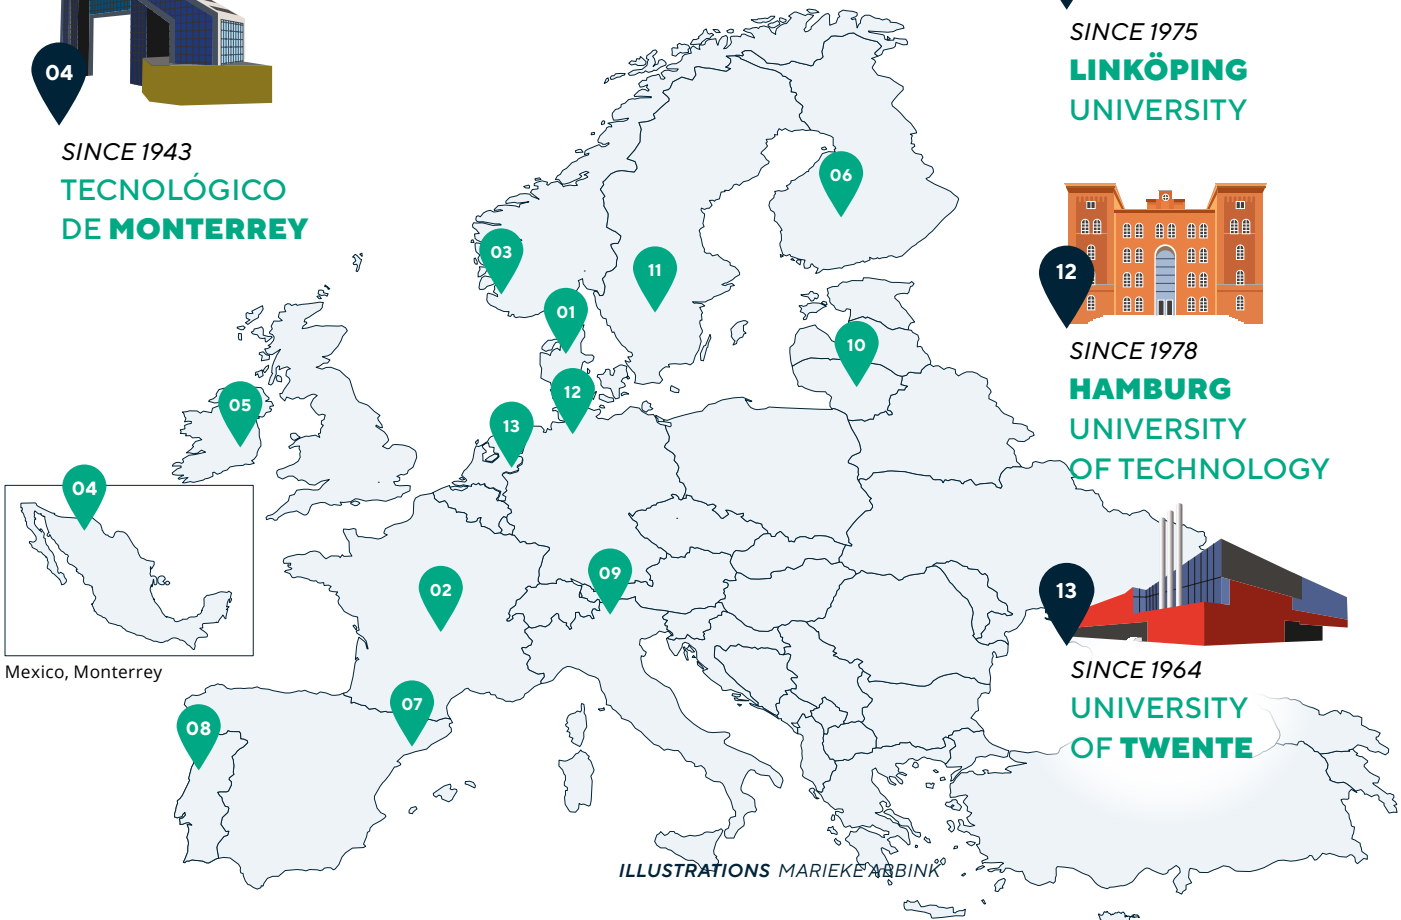 04
SINCE 1943
TECNOLÓGICO
DE MONTERREY
SINCE 1975
LINKÖPING
UNIVERSITY
12
SINCE 1978
HAMBURG
UNIVERSITY
OF TECHNOLOGY
13
SINCE 1964
UNIVERSITY
OF TWENTE
06
03
11
01
10
12
05
13
04
09
02
Mexico, Monterrey
07
08
ILLUSTRATIONS MARIEKE ABBINK